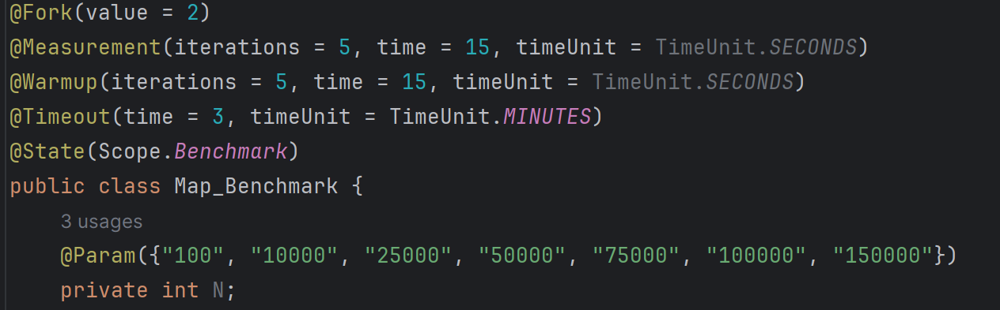 @Fork(value = 2)
@Measurement(iterations = 5, time = 15, timeUnit = TimeUnit.SECONDS)
@Warmup(iterations = 5, time = 15, timeUnit = TimeUnit.SECONDS)
@Timeout(time = 3, timeUnit = TimeUnit.MINUTES)
@State(Scope.Benchmark)
public class Map_Benchmark {
3 usages
@Param({"100", "10000", "25000", "50000", "75000", "100000", "150000"})
private int N;